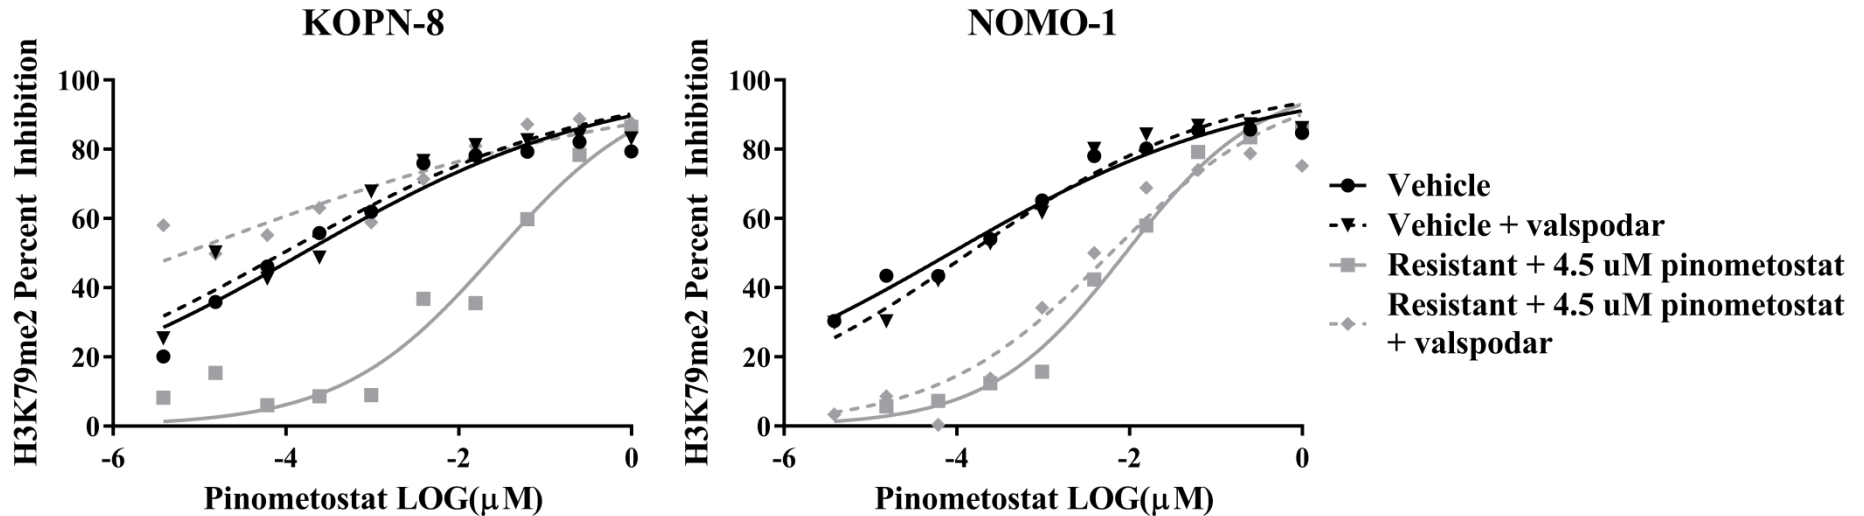 KOPN-8
H3K79me2 Percent Inhibition
100
80
60
40
20
0
-6
-4
-2
0
Pinometostat LOG(μM)
NOMO-1
H3K79me2 Percent Inhibition
100
80
60
40
20
0
-6
-4
-2
0
Pinometostat LOG(μM)
Vehicle
Vehicle + valspodar
Resistant + 4.5 uM pinometostat
Resistant + 4.5 uM pinometostat
+ valspodar